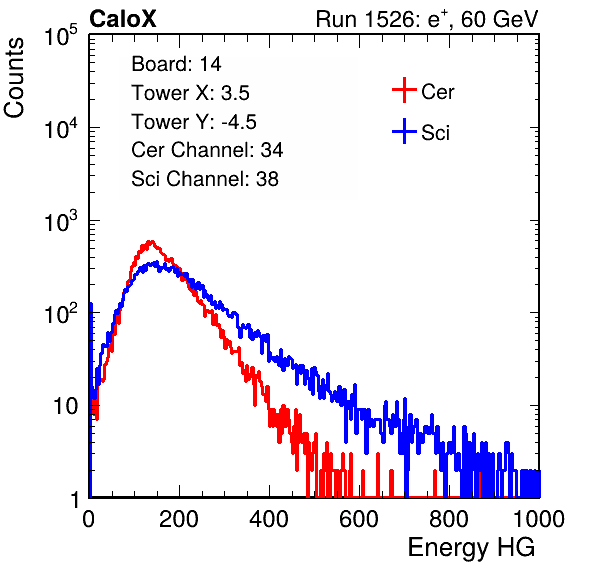 CaloX Run 1526: e⁺, 60 GeV
Counts
10⁵
10⁴
10³
10²
10
1
Board: 14
Tower X: 3.5
Tower Y: -4.5
Cer Channel: 34
Sci Channel: 38
Cer
Sci
0 200 400 600 800 1000
Energy HG